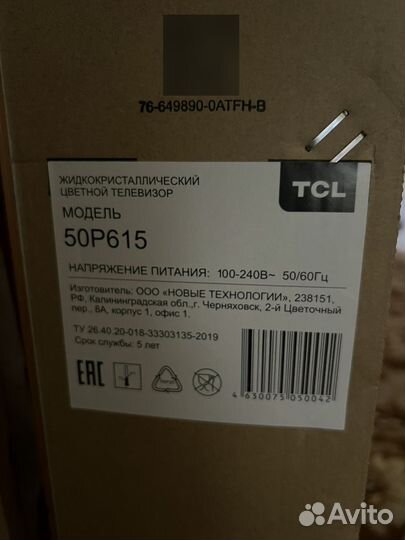 76-649890-0ATFH-B
ЖИДКОКРИСТАЛЛИЧЕСКИЙ
ЦВЕТНОЙ ТЕЛЕВИЗОР
TCL
МОДЕЛЬ
50P615
НАПРЯЖЕНИЕ ПИТАНИЯ: 100-240В~ 50/60Гц
Изготовитель: ООО «НОВЫЕ ТЕХНОЛОГИИ», 238151,
РФ, Калининградская обл.,г. Черняховск, 2-й Цветочный
пер., 8А, корпус 1, офис 1.
ТУ 26.40.20-018-33303135-2019
Срок службы: 5 лет
EAC
4 630075 050042
Avito